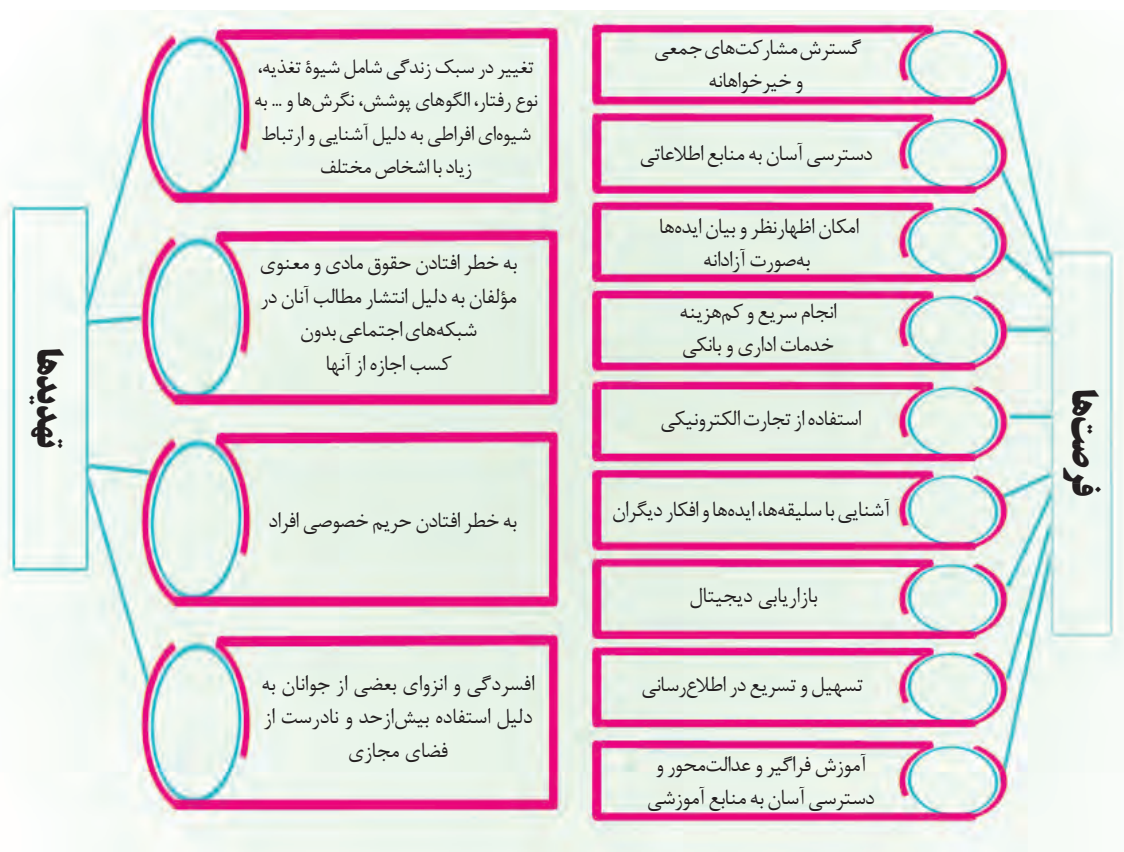 فرصت‌ها
گسترش مشارکت‌های جمعی
و خیرخواهانه
دسترسی آسان به منابع اطلاعاتی
امکان اظهارنظر و بیان ایده‌ها
به‌صورت آزادانه
انجام سریع و کم‌هزینه
خدمات اداری و بانکی
استفاده از تجارت الکترونیکی
آشنایی با سلیقه‌ها، ایده‌ها و افکار دیگران
بازاریابی دیجیتال
تسهیل و تسریع در اطلاع‌رسانی
آموزش فراگیر و عدالت‌محور و
دسترسی آسان به منابع آموزشی
تهدیدها
تغییر در سبک زندگی شامل شیوهٔ تغذیه،
نوع رفتار، الگوهای پوشش، نگرش‌ها و ... به
شیوه‌ای افراطی به دلیل آشنایی و ارتباط
زیاد با اشخاص مختلف
به خطر افتادن حقوق مادی و معنوی
مؤلفان به دلیل انتشار مطالب آنان در
شبکه‌های اجتماعی بدون
کسب اجازه از آنها
به خطر افتادن حریم خصوصی افراد
افسردگی و انزوای بعضی از جوانان به
دلیل استفاده بیش‌ازحد و نادرست از
فضای مجازی